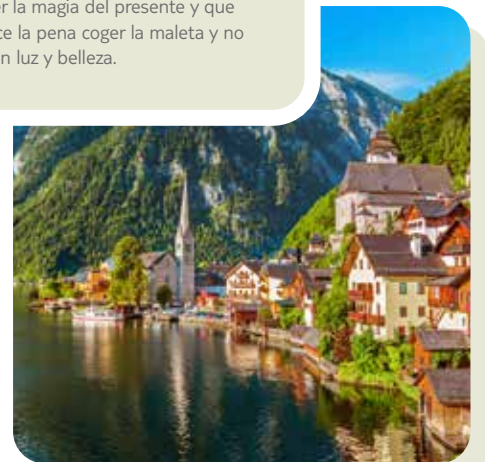 la magia del presente y que
la pena coger la maleta y no
luz y belleza.